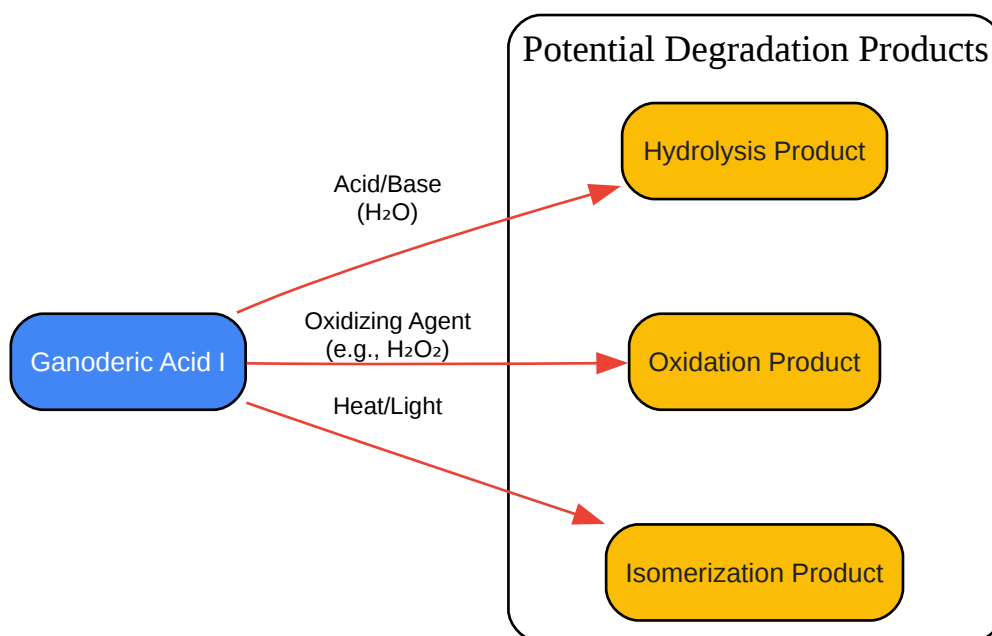 Potential Degradation Products
Hydrolysis Product
Acid/Base
(H₂O)
Oxidizing Agent
(e.g., H₂O₂)
Ganoderic Acid I
Oxidation Product
Heat/Light
Isomerization Product